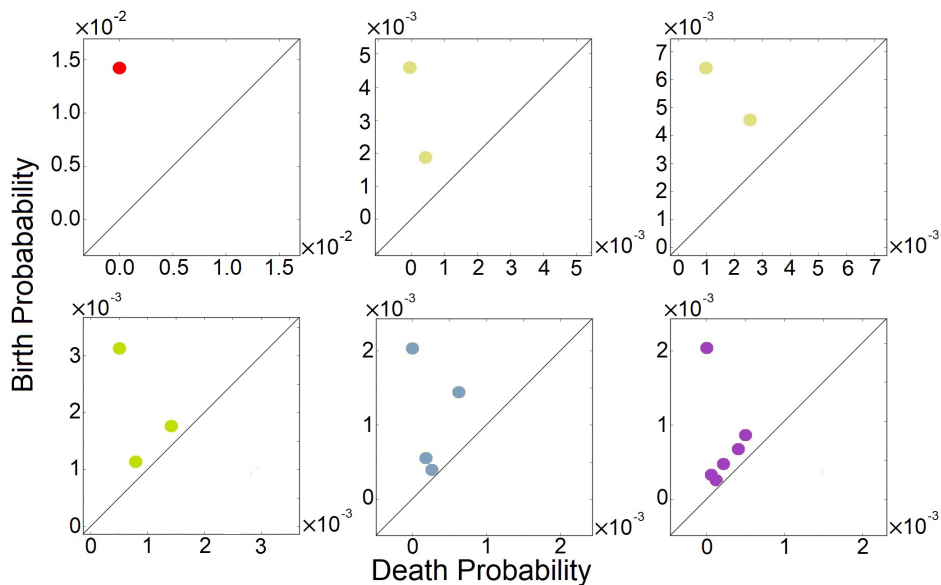 ×10⁻² ×10⁻³ ×10⁻³
1.5 5 7
1.0 4 6
0.5 3 5
0.0 2 4
1 3
0 2
1
0
×10⁻² ×10⁻³ ×10⁻³
0.0 0.5 1.0 1.5 0 1 2 3 4 5 0 1 2 3 4 5 6 7
Birth Probabability
×10⁻³ ×10⁻³ ×10⁻³
3 2 2
2 1 1
1 0 0
0
×10⁻³ ×10⁻³ ×10⁻³
0 1 2 3 0 1 2 0 1 2
Death Probability